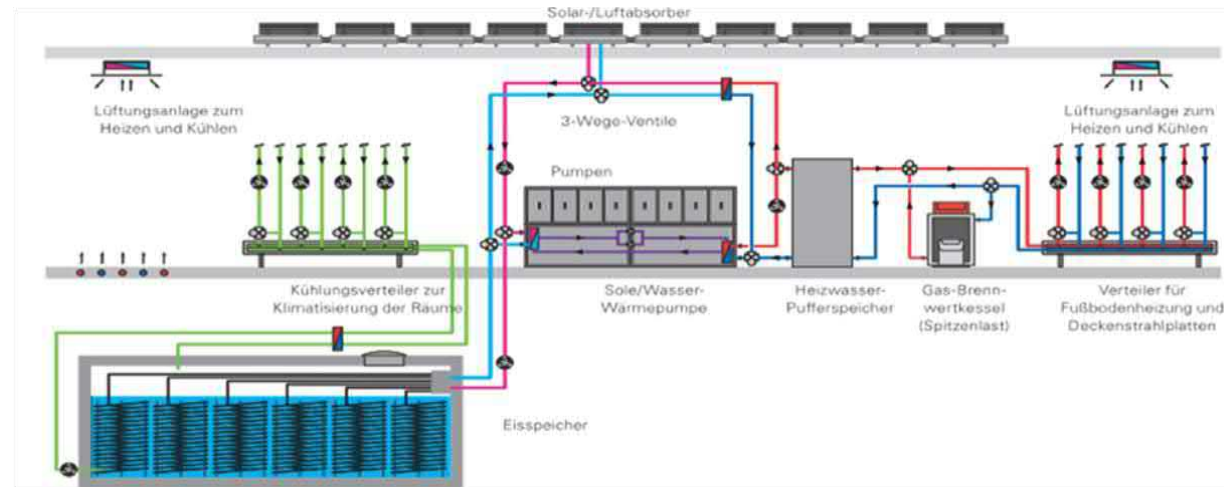 Solar-/Luftabsorber
Lüftungsanlage zum
Heizen und Kühlen
3-Wege-Ventile
Lüftungsanlage zum
Heizen und Kühlen
Pumpen
Kühlungsverteiler zur
Klimatisierung der Räume
Sole/Wasser-
Wärmepumpe
Heizwasser-
Pufferspeicher
Gas-Brenn-
wertkessel
(Spitzenlast)
Verteiler für
Fußbodenheizung und
Deckenstrahlplatten
Eisspeicher